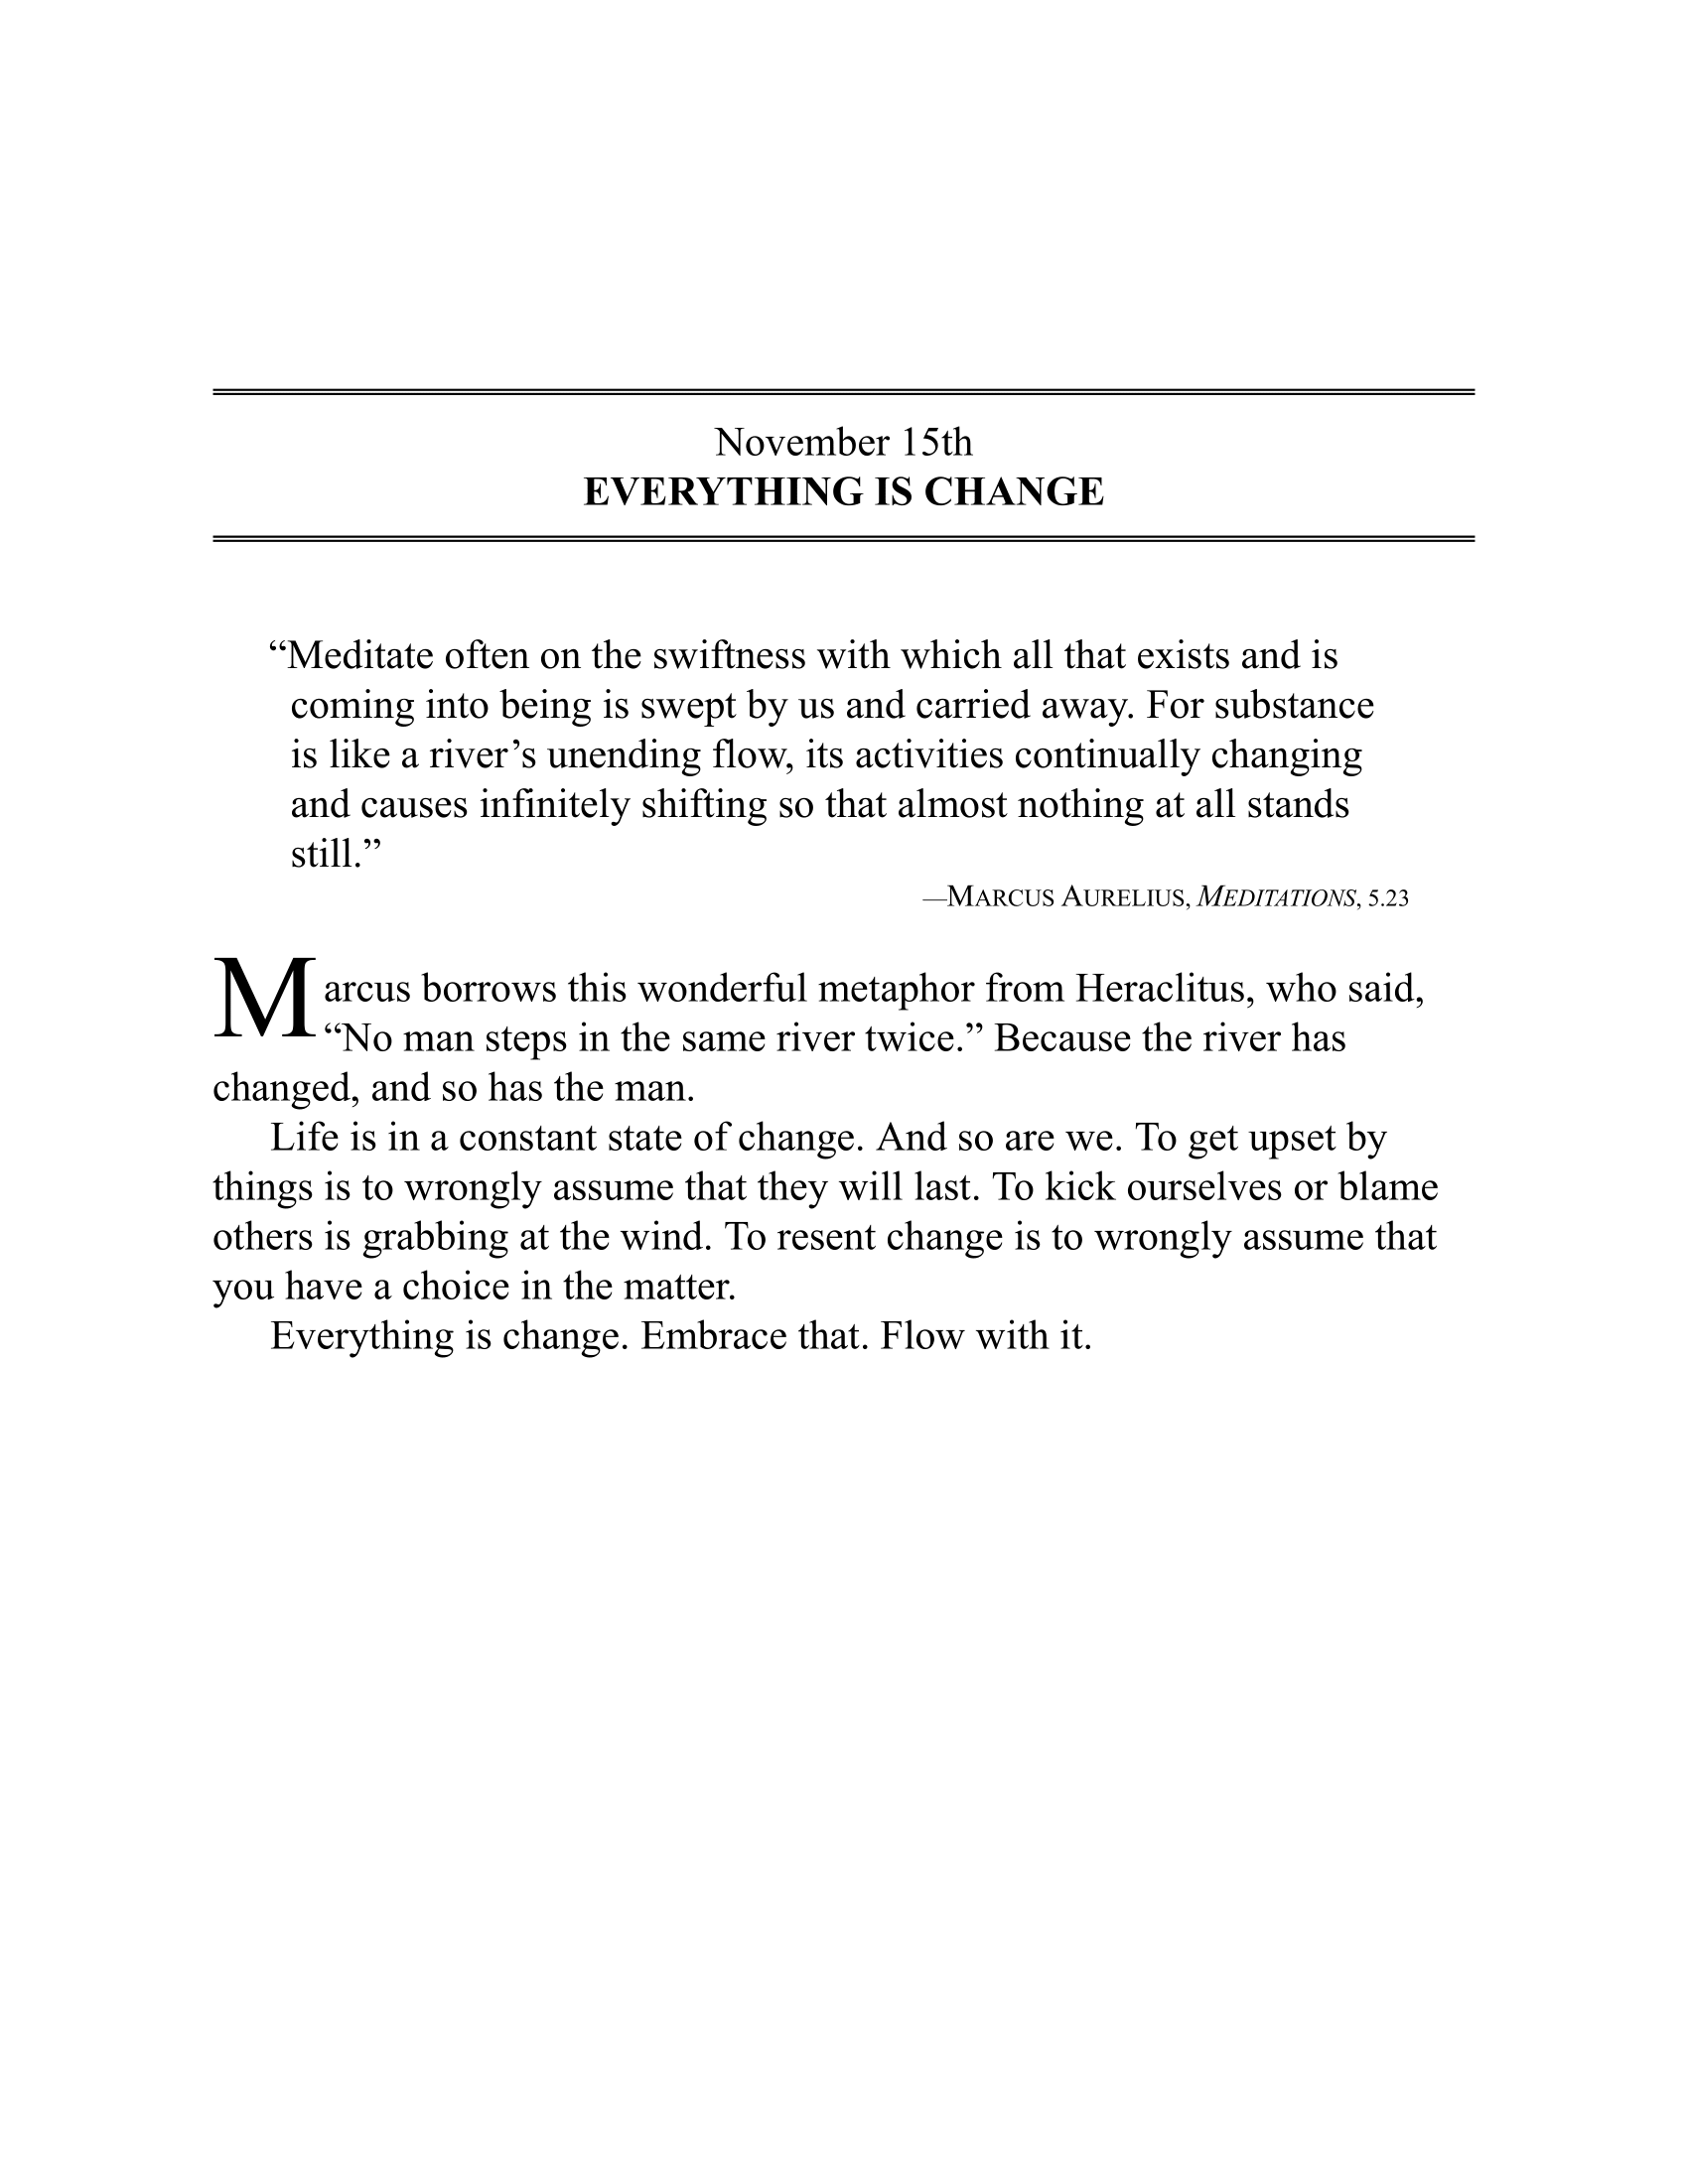 November 15th
EVERYTHING IS CHANGE
“Meditate often on the swiftness with which all that exists and is
coming into being is swept by us and carried away. For substance
is like a river’s unending flow, its activities continually changing
and causes infinitely shifting so that almost nothing at all stands
still.”
—MARCUS AURELIUS, MEDITATIONS, 5.23
Marcus borrows this wonderful metaphor from Heraclitus, who said,
“No man steps in the same river twice.” Because the river has
changed, and so has the man.
Life is in a constant state of change. And so are we. To get upset by
things is to wrongly assume that they will last. To kick ourselves or blame
others is grabbing at the wind. To resent change is to wrongly assume that
you have a choice in the matter.
Everything is change. Embrace that. Flow with it.